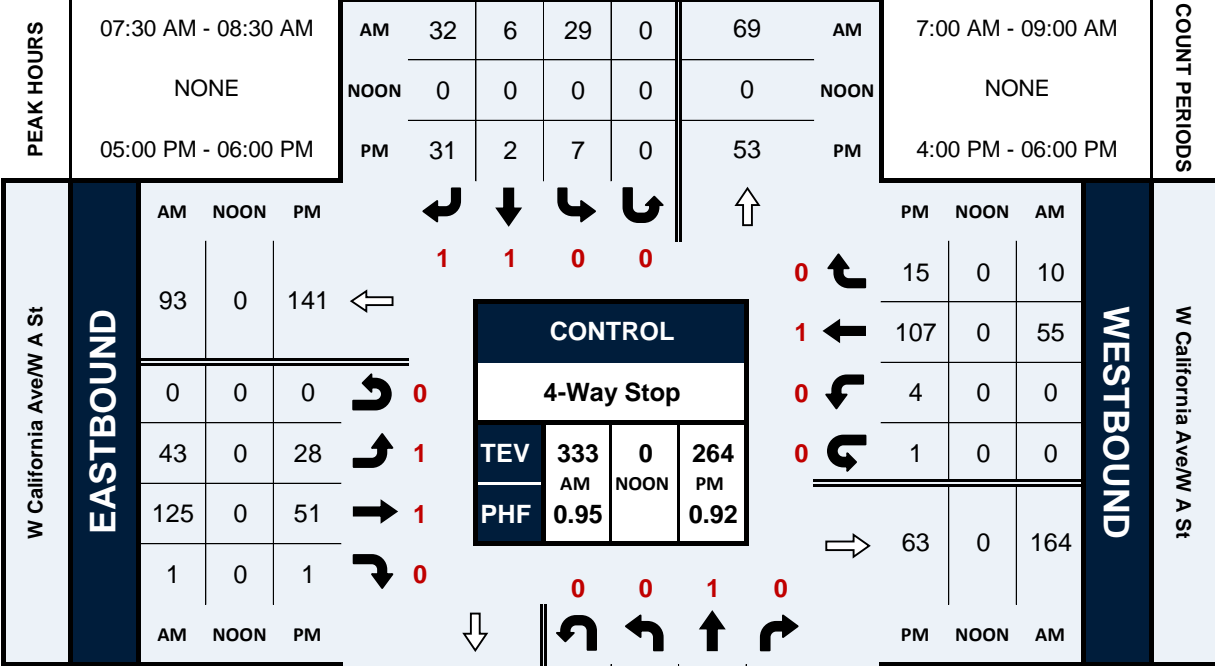 PEAK HOURS
07:30 AM - 08:30 AM
NONE
05:00 PM - 06:00 PM
AM 32 6 29 0 69 AM
NOON 0 0 0 0 0 NOON
PM 31 2 7 0 53 PM
7:00 AM - 09:00 AM
NONE
4:00 PM - 06:00 PM
COUNT PERIODS
1 1 0 0
W California Ave/W A St
EASTBOUND
AM NOON PM
93 0 141
0 0 0 0
43 0 28 1
125 0 51 1
1 0 1 0
AM NOON PM
CONTROL
4-Way Stop
TEV 333 0 264
AM NOON PM
PHF 0.95 0.92
PM NOON AM
0 15 0 10
1 107 0 55
0 4 0 0
0 1 0 0
63 0 164
PM NOON AM
WESTBOUND
W California Ave/W A St
0 0 1 0